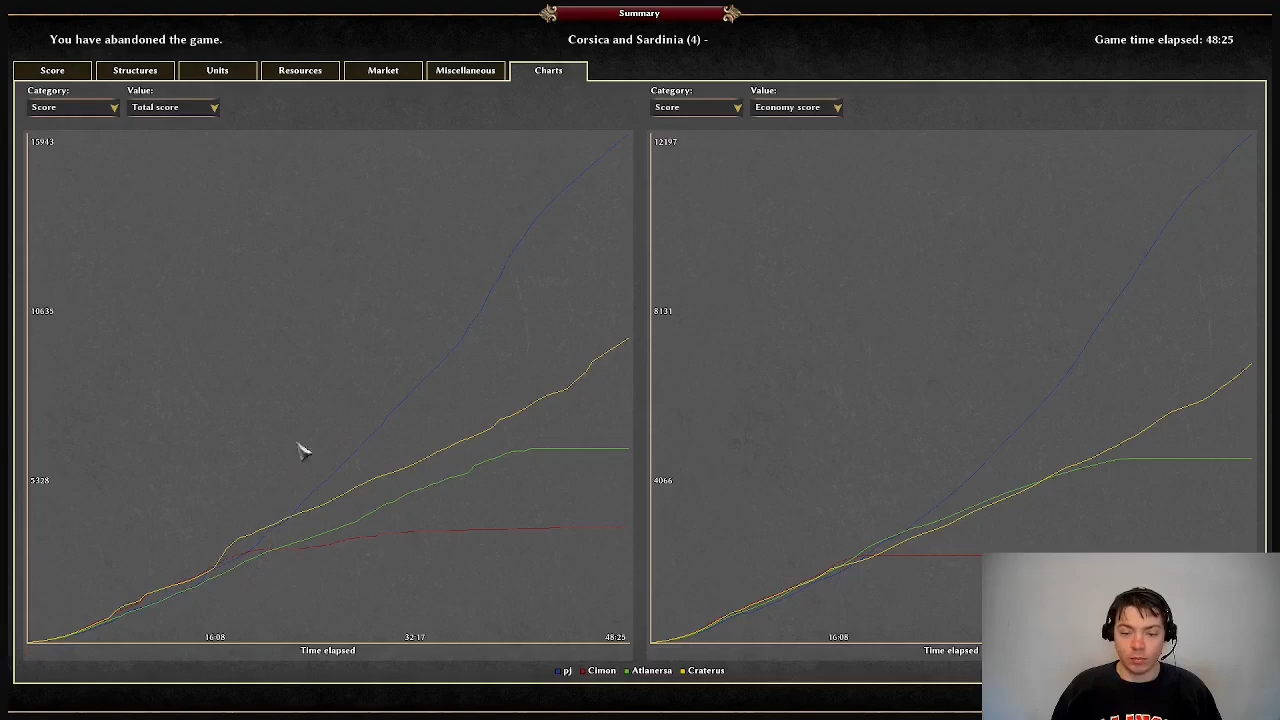 Summary
You have abandoned the game.
Corsica and Sardinia (4) -
Game time elapsed: 48:25
Score
Structures
Units
Resources
Market
Miscellaneous
Charts
Category:
Value:
Score
Total score
Category:
Value:
Score
Economy score
15943
10635
5328
16:08
32:17
48:25
Time elapsed
12197
8131
4066
16:08
Time elapsed
pj
Cimon
Atlanersa
Craterus